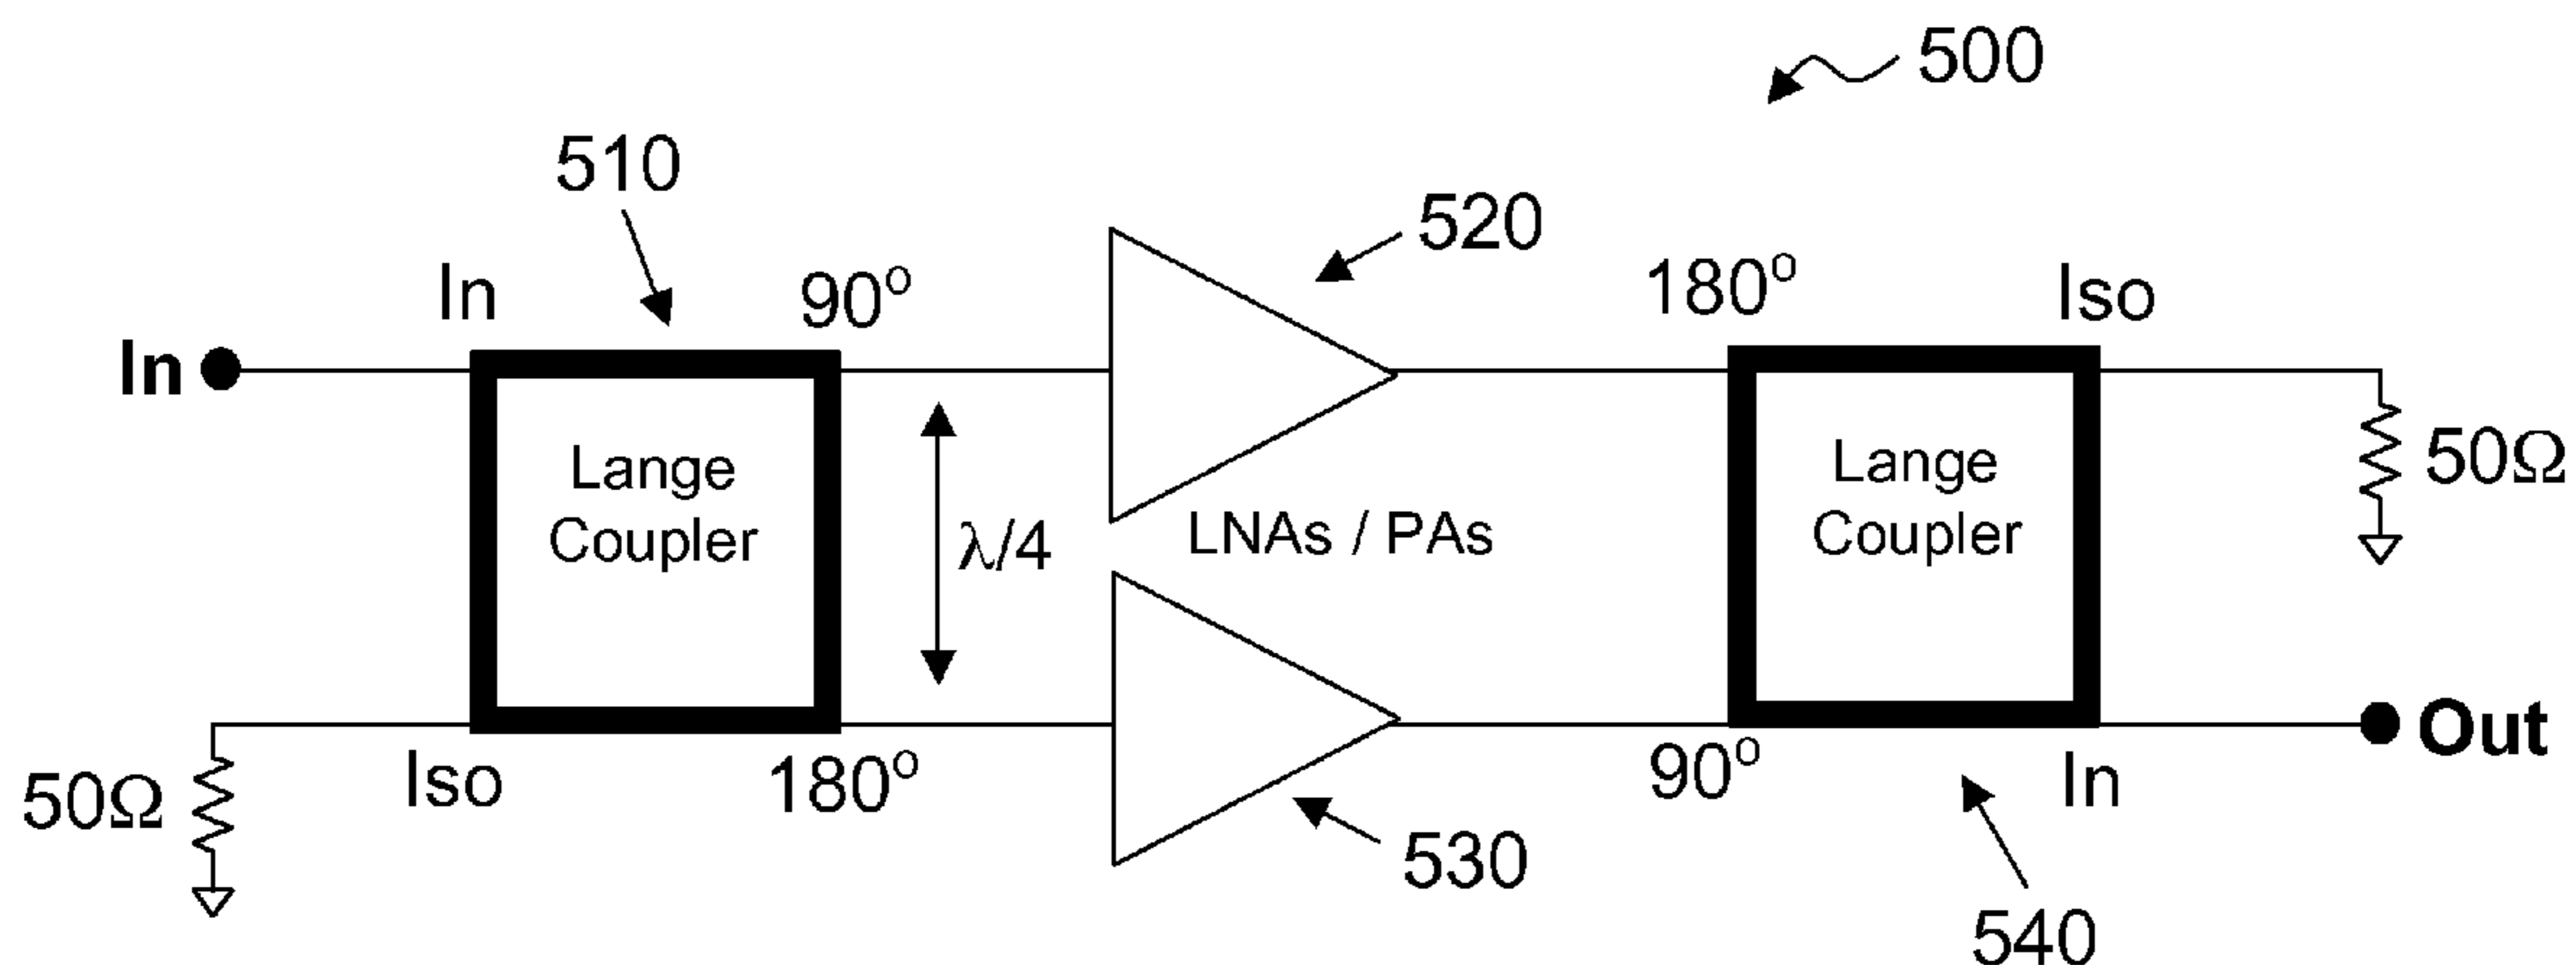 500
510
520
In
90°
180°
Iso
In
Lange
Coupler
λ/4
LNAs / PAs
Lange
Coupler
50Ω
Out
50Ω
Iso
180°
90°
In
530
540